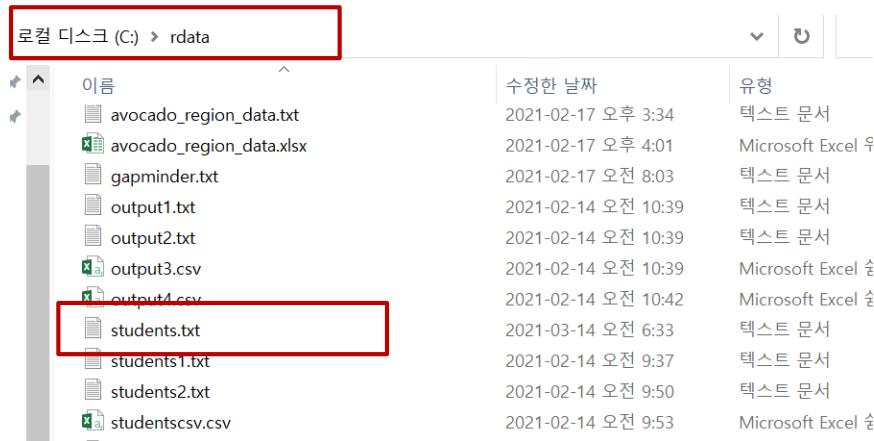 로컬 디스크 (C:) > rdata
이름 수정한 날짜 유형
avocado_region_data.txt 2021-02-17 오후 3:34 텍스트 문서
avocado_region_data.xlsx 2021-02-17 오후 4:01 Microsoft Excel
gapminder.txt 2021-02-17 오전 8:03 텍스트 문서
output1.txt 2021-02-14 오전 10:39 텍스트 문서
output2.txt 2021-02-14 오전 10:39 텍스트 문서
output3.csv 2021-02-14 오전 10:39 Microsoft Excel
output4.csv 2021-02-14 오전 10:42 Microsoft Excel
students.txt 2021-03-14 오전 6:33 텍스트 문서
students1.txt 2021-02-14 오전 9:37 텍스트 문서
students2.txt 2021-02-14 오전 9:50 텍스트 문서
studentscsv.csv 2021-02-14 오전 9:53 Microsoft Excel